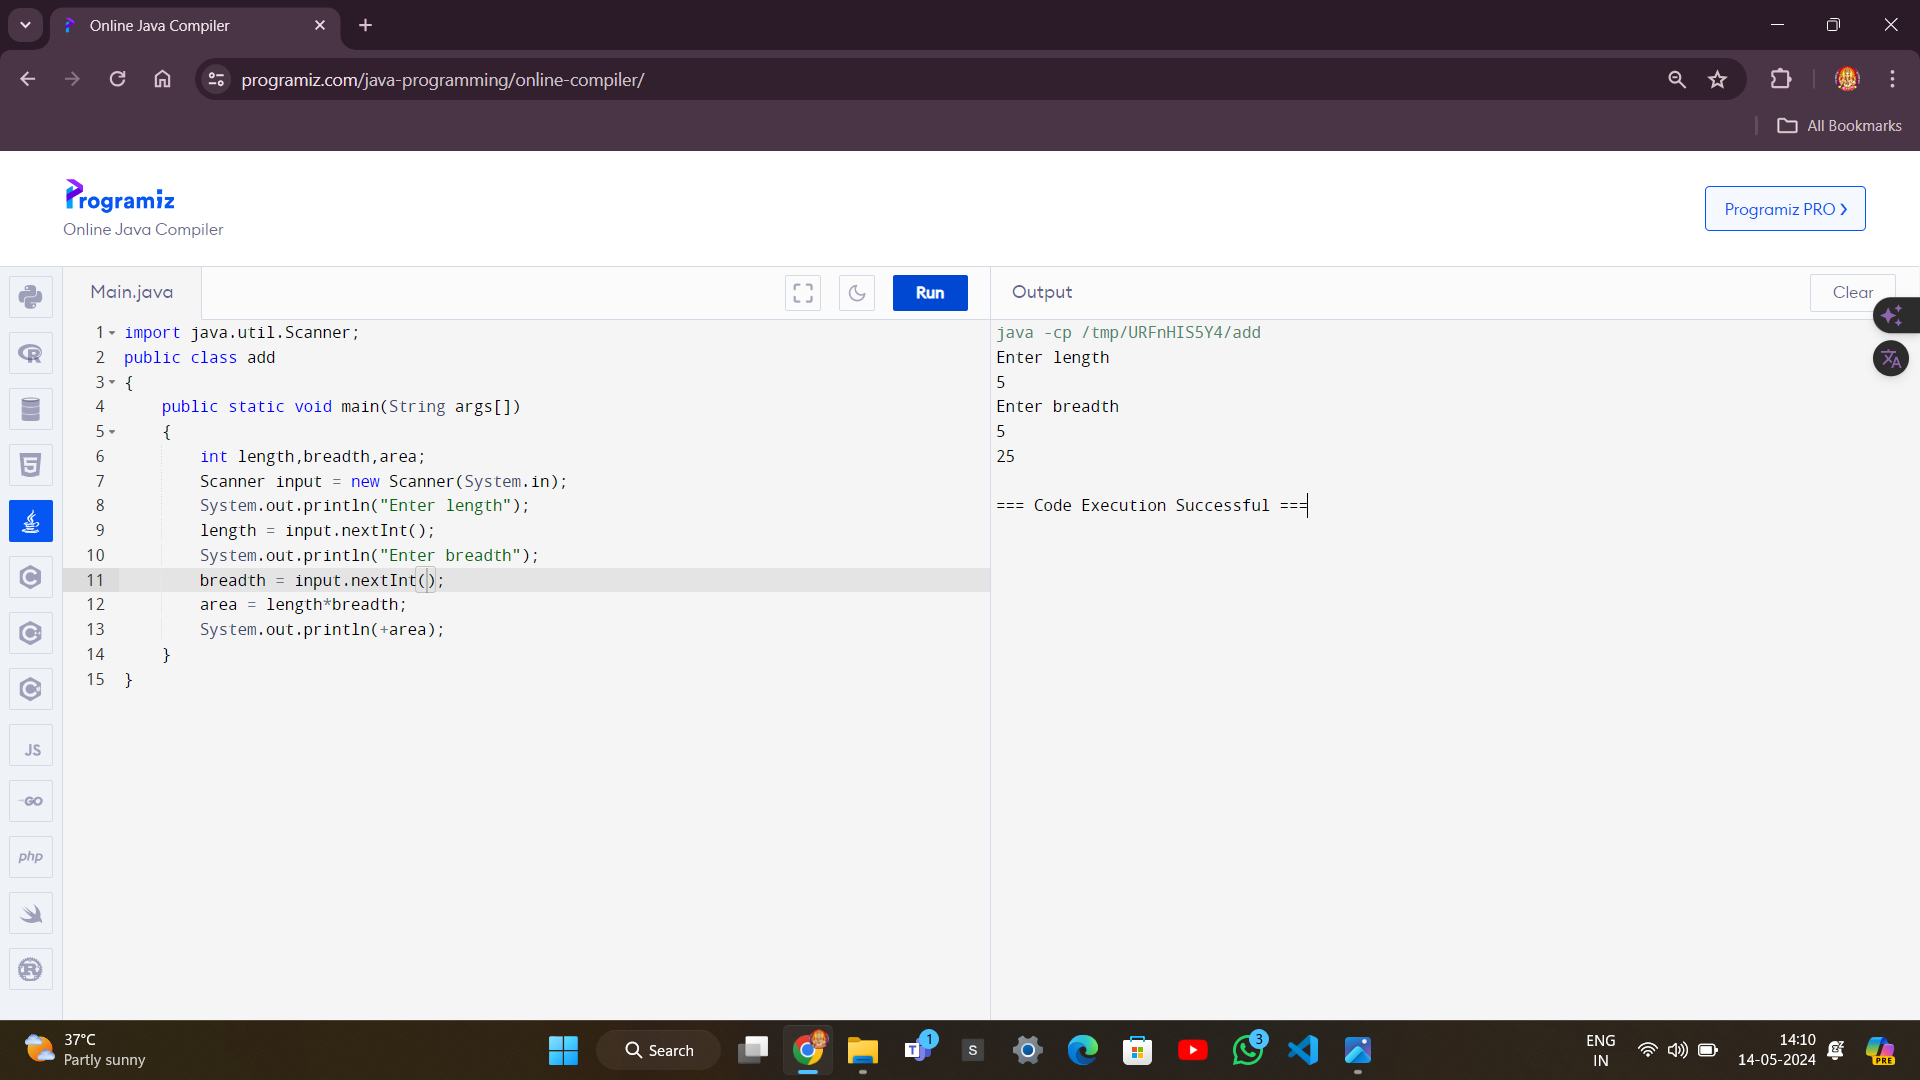 Online Java Compiler
programiz.com/java-programming/online-compiler/
All Bookmarks
Programiz
Online Java Compiler
Programiz PRO ›
Main.java
Run
Output
Clear
1 import java.util.Scanner;
2 public class add
3 {
4     public static void main(String args[])
5     {
6         int length,breadth,area;
7         Scanner input = new Scanner(System.in);
8         System.out.println("Enter length");
9         length = input.nextInt();
10         System.out.println("Enter breadth");
11         breadth = input.nextInt();
12         area = length*breadth;
13         System.out.println(+area);
14     }
15 }
java -cp /tmp/URFnHIS5Y4/add
Enter length
5
Enter breadth
5
25
=== Code Execution Successful ===
JS
GO
php
37°C
Partly sunny
Search
1
S
3
ENG
IN
14:10
14-05-2024
PRE